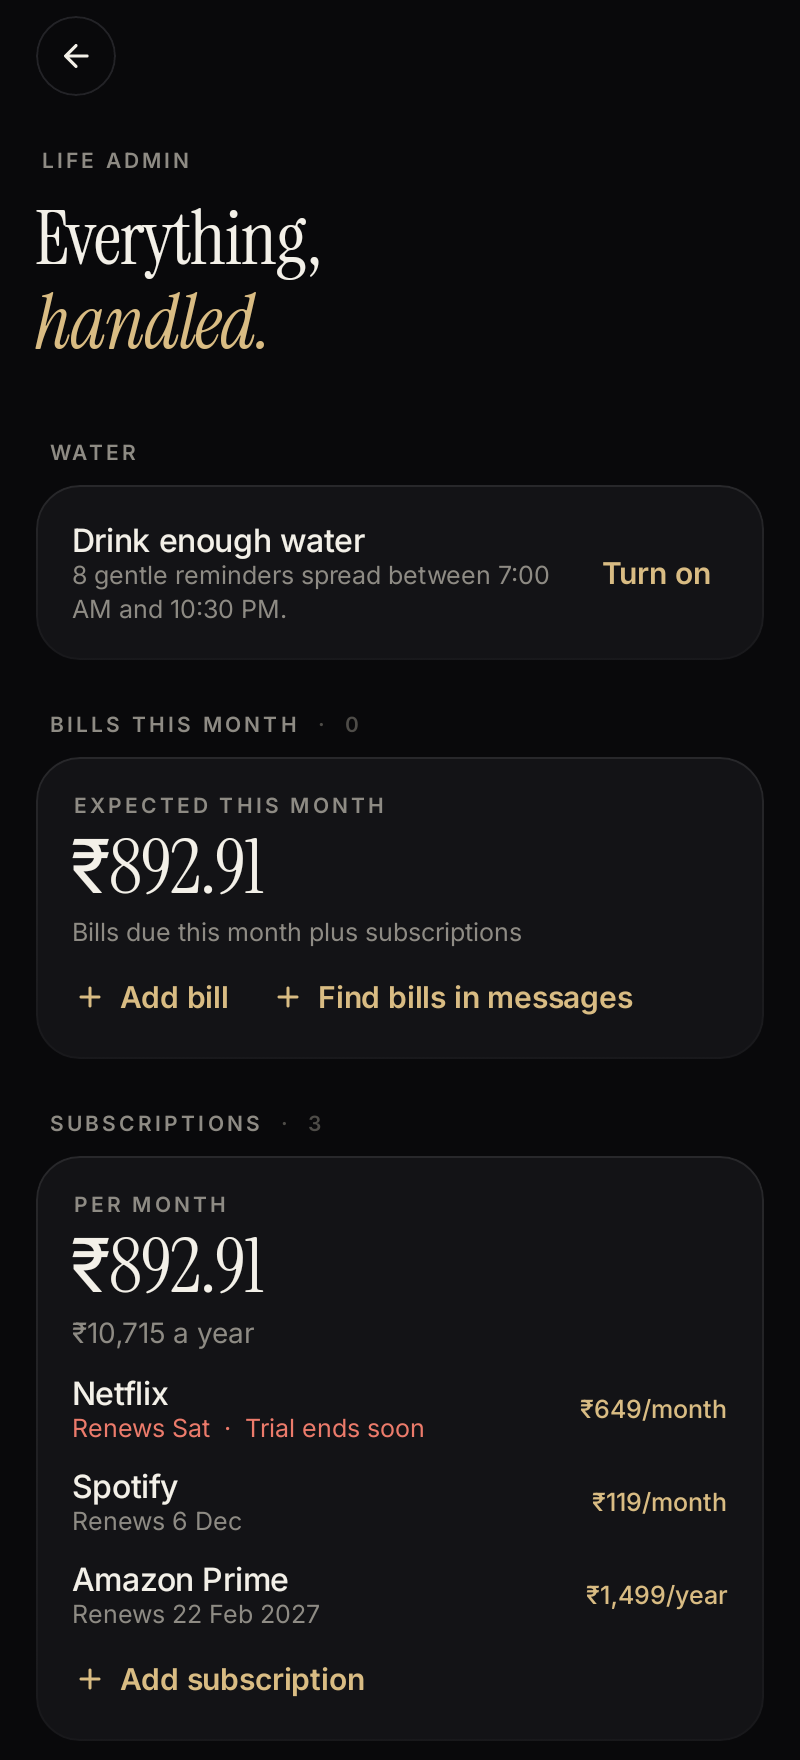 LIFE ADMIN
Everything,
handled.
WATER
Drink enough water
8 gentle reminders spread between 7:00
AM and 10:30 PM.
Turn on
BILLS THIS MONTH · 0
EXPECTED THIS MONTH
₹892.91
Bills due this month plus subscriptions
+ Add bill + Find bills in messages
SUBSCRIPTIONS · 3
PER MONTH
₹892.91
₹10,715 a year
Netflix
Renews Sat · Trial ends soon
₹649/month
Spotify
Renews 6 Dec
₹119/month
Amazon Prime
Renews 22 Feb 2027
₹1,499/year
+ Add subscription